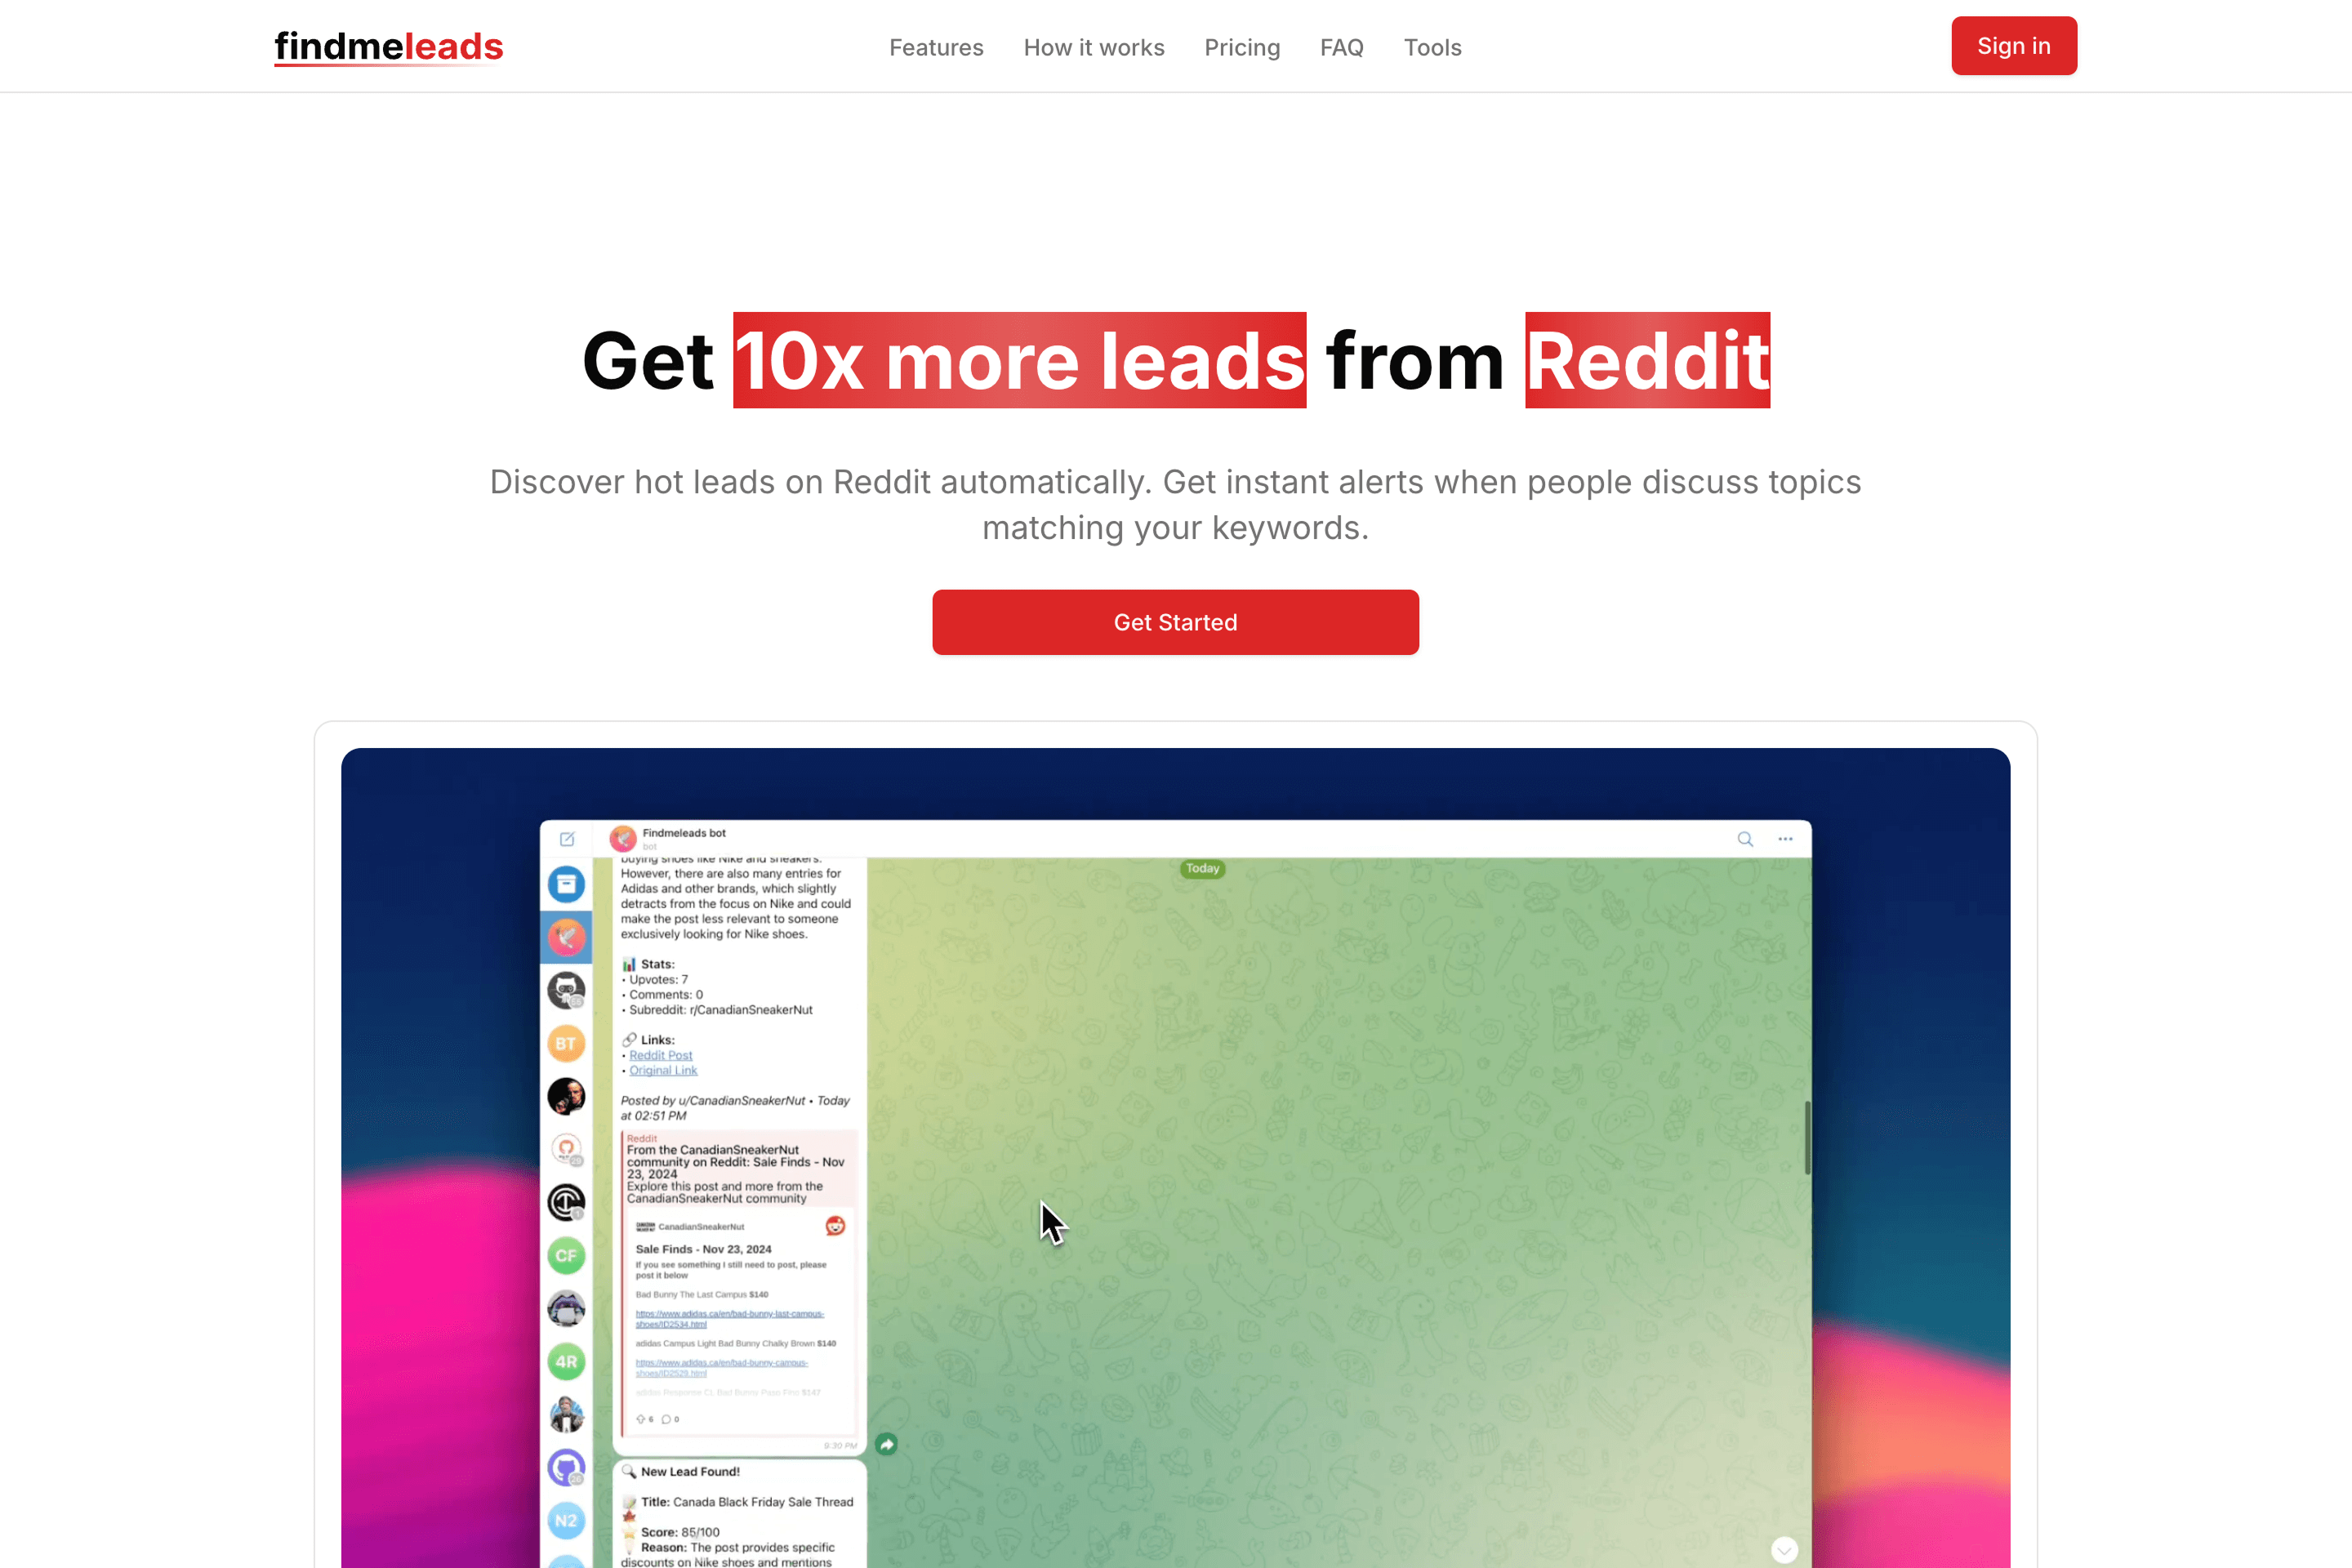 findmeleads
Features
How it works
Pricing
FAQ
Tools
Sign in
Get 10x more leads from Reddit
Discover hot leads on Reddit automatically. Get instant alerts when people discuss topics
matching your keywords.
Get Started
Findmeleads bot
bot
Today
buying shoes like Nike and sneakers.
However, there are also many entries for
Adidas and other brands, which slightly
detracts from the focus on Nike and could
make the post less relevant to someone
exclusively looking for Nike shoes.
Stats:
• Upvotes: 7
• Comments: 0
• Subreddit: r/CanadianSneakerNut
Links:
• Reddit Post
• Original Link
Posted by u/CanadianSneakerNut • Today
at 02:51 PM
Reddit
From the CanadianSneakerNut
community on Reddit: Sale Finds - Nov
23, 2024
Explore this post and more from the
CanadianSneakerNut community
CanadianSneakerNut
Sale Finds - Nov 23, 2024
If you see something I still need to post, please
post it below
Bad Bunny The Last Campus $140
https://www.adidas.ca/en/bad-bunny-last-campus-
shoes/ID2534.html
adidas Campus Light Bad Bunny Chalky Brown $140
https://www.adidas.ca/en/bad-bunny-campus-
shoes/ID2529.html
adidas Response CL Bad Bunny Paso Fino $147
6 0
9:30 PM
New Lead Found!
Title: Canada Black Friday Sale Thread
Score: 85/100
Reason: The post provides specific
discounts on Nike shoes and mentions
BT
CF
4R
N2